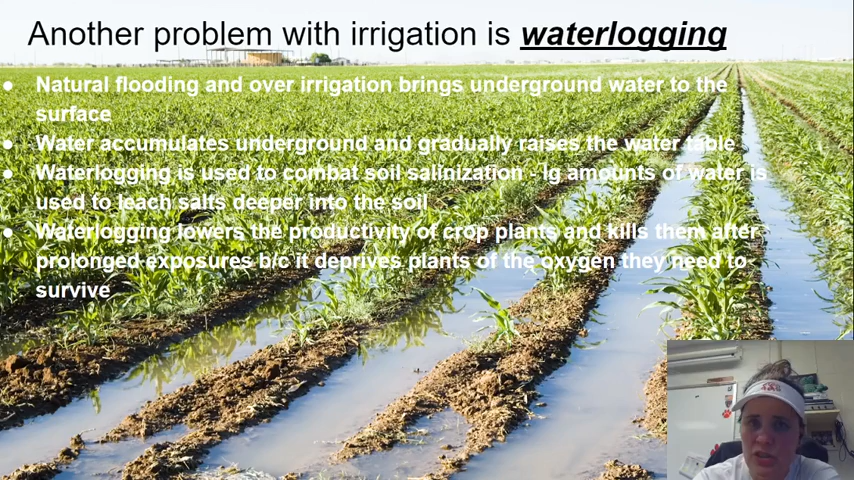 Another problem with irrigation is waterlogging
● Natural flooding and over irrigation brings underground water to the
surface
● Water accumulates underground and gradually raises the water table
● Waterlogging is used to combat soil salinization - lg amounts of water is
used to leach salts deeper into the soil
● Waterlogging lowers the productivity of crop plants and kills them after
prolonged exposures b/c it deprives plants of the oxygen they need to
survive